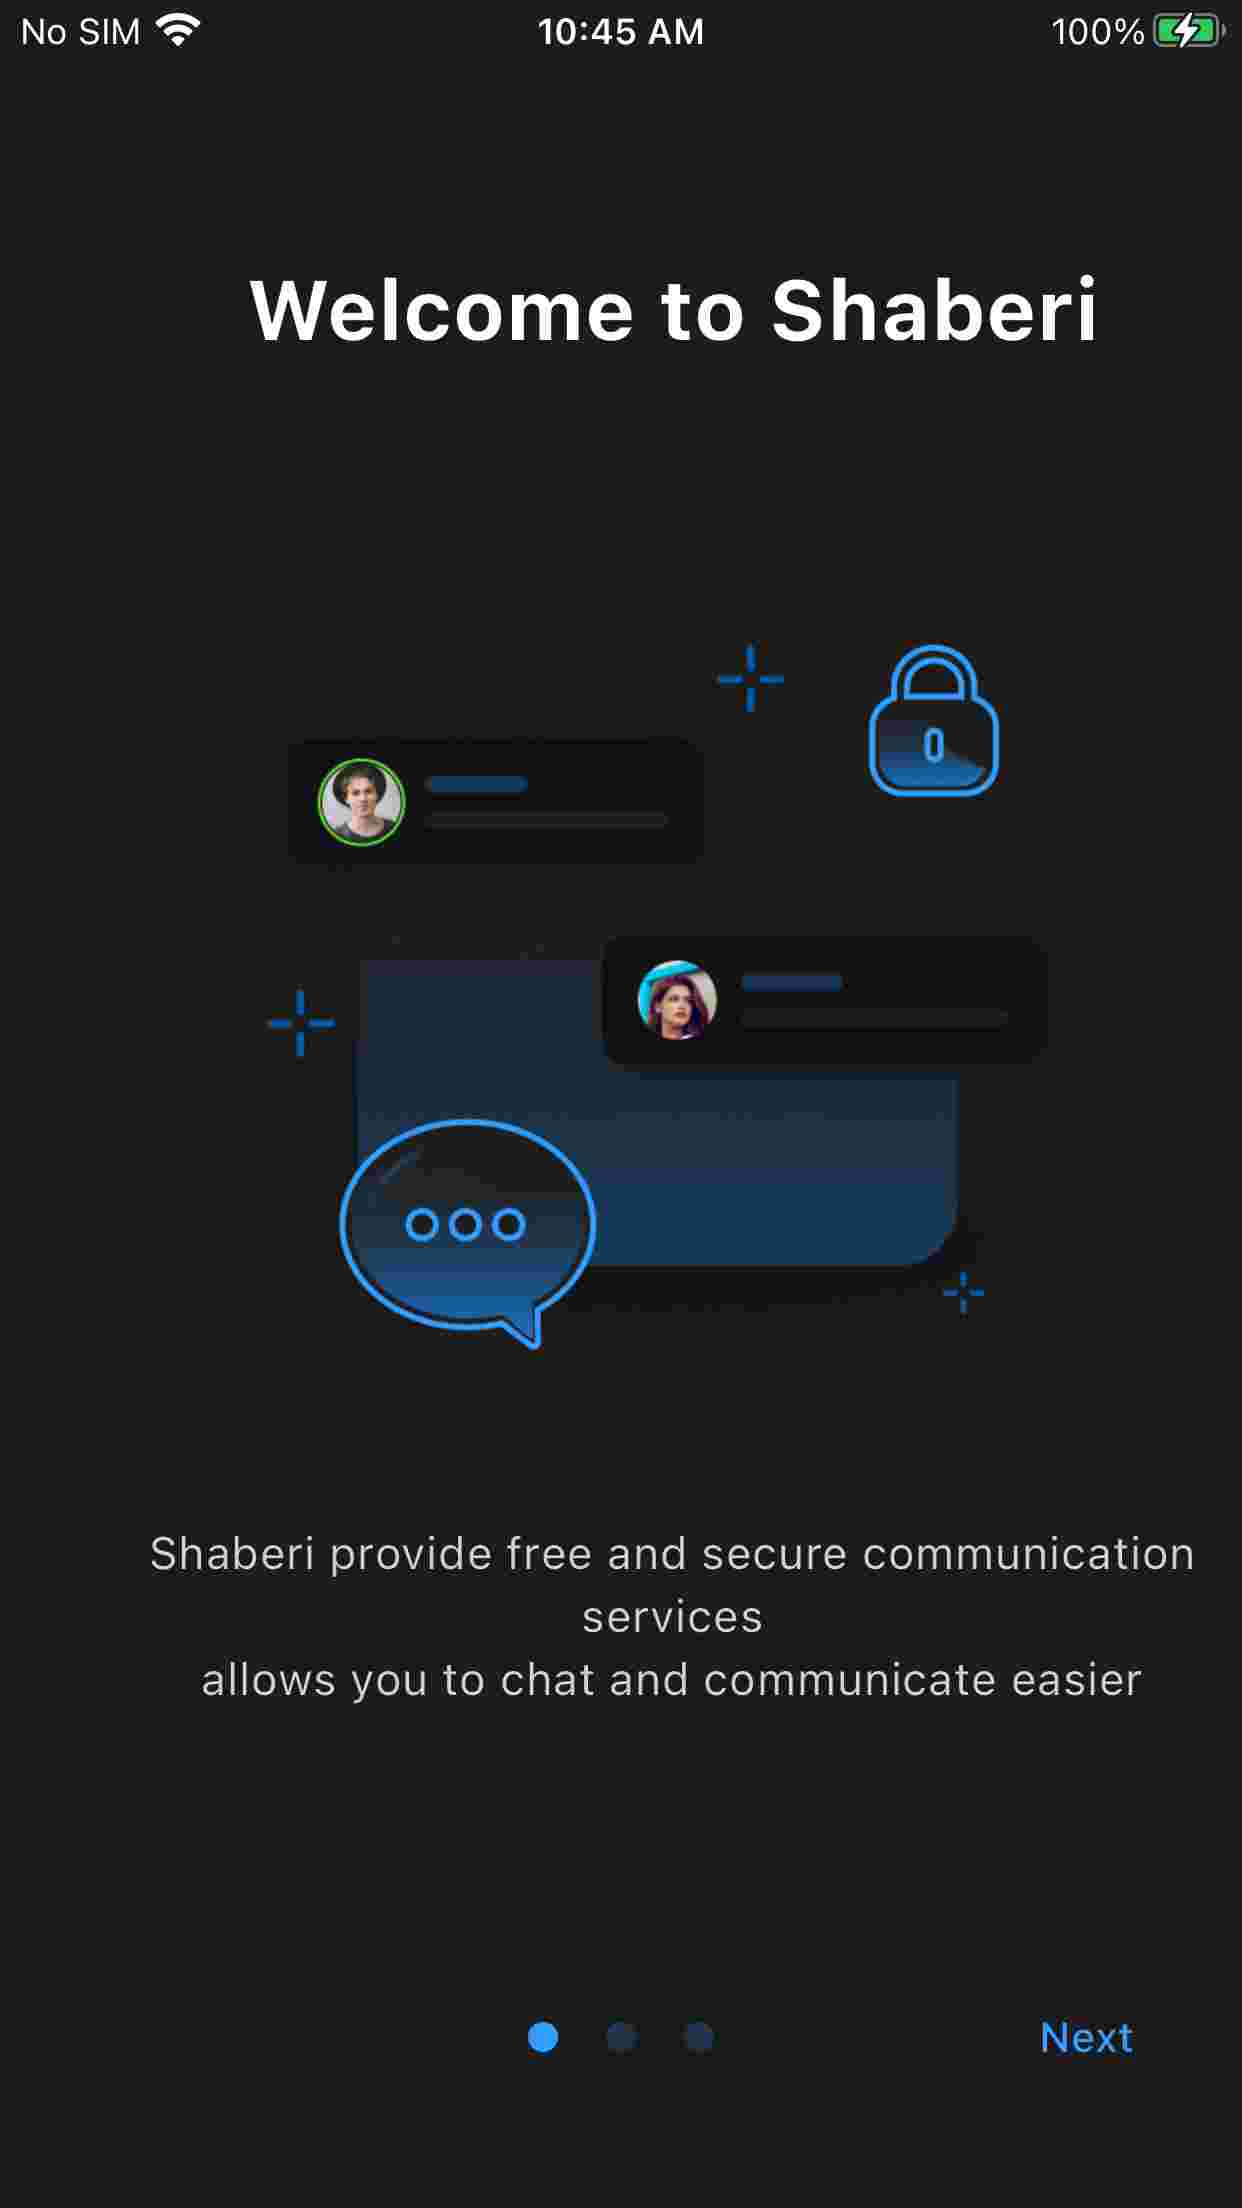 No SIM 10:45 AM 100%
Welcome to Shaberi
Shaberi provide free and secure communication
services
allows you to chat and communicate easier
Next